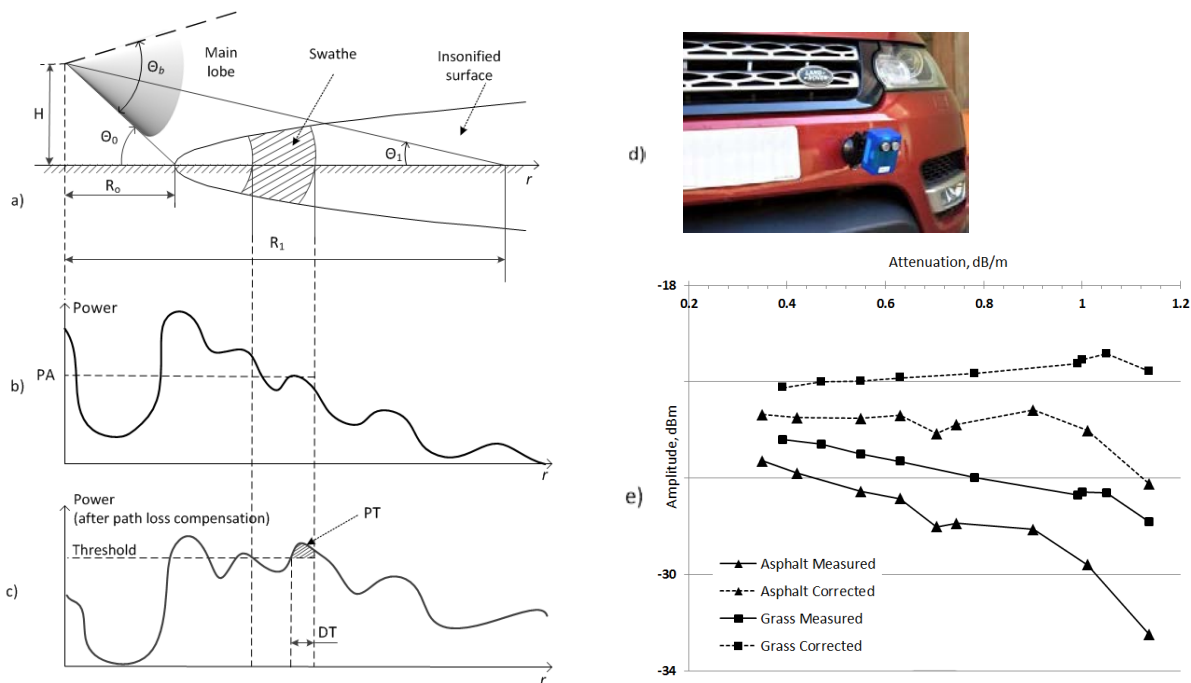 a)
H
Θb
Θ0
Main
lobe
Swathe
Insonified
surface
Θ1
r
Ro
R1
b)
Power
PA
r
c)
Power
(after path loss compensation)
Threshold
PT
DT
r
d)
LAND
ROVER
e)
Attenuation, dB/m
-18
0.2
0.4
0.6
0.8
1
1.2
Amplitude, dBm
-30
-34
Asphalt Measured
Asphalt Corrected
Grass Measured
Grass Corrected